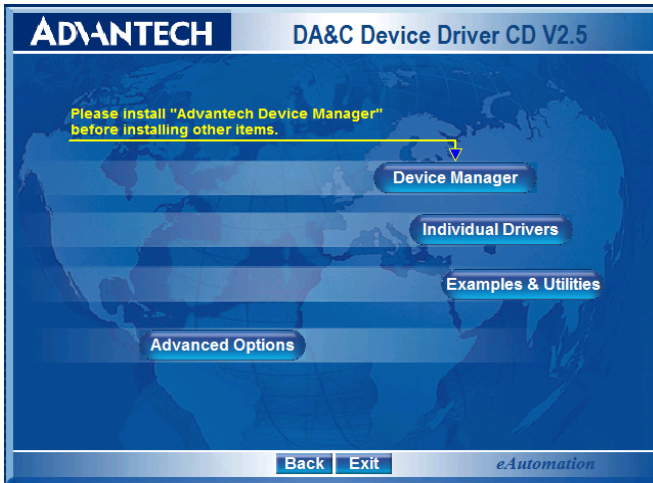 ADVANTECH
DA&C Device Driver CD V2.5
Please install "Advantech Device Manager"
before installing other items.
Device Manager
Individual Drivers
Examples & Utilities
Advanced Options
Back Exit eAutomation